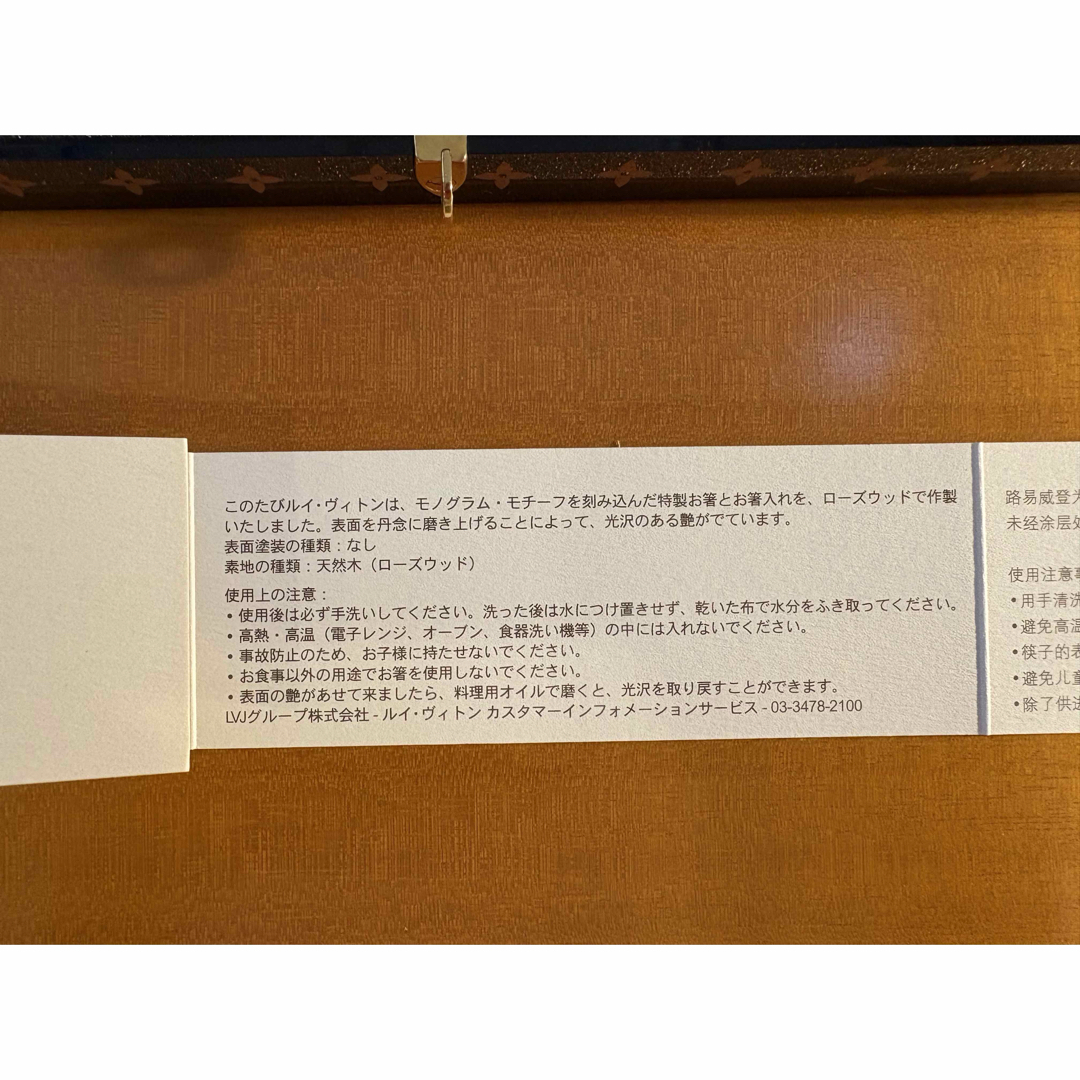 このたびルイ・ヴィトンは、モノグラム・モチーフを刻み込んだ特製お箸とお箸入れを、ローズウッドで作製
いたしました。表面を丹念に磨き上げることによって、光沢のある艶がでています。
表面塗装の種類：なし
素地の種類：天然木（ローズウッド）
使用上の注意：
• 使用後は必ず手洗いしてください。洗った後は水につけ置きせず、乾いた布で水分をふき取ってください。
• 高熱・高温（電子レンジ、オーブン、食器洗い機等）の中には入れないでください。
• 事故防止のため、お子様に持たせないでください。
• お食事以外の用途でお箸を使用しないでください。
• 表面の艶があせて来ましたら、料理用オイルで磨くと、光沢を取り戻すことができます。
LVJグループ株式会社 - ルイ・ヴィトン カスタマーインフォメーションサービス - 03-3478-2100
路易威登
未经涂层
使用注意
• 用手清洗
• 避免高温
• 筷子的表
• 避免儿童
• 除了供进